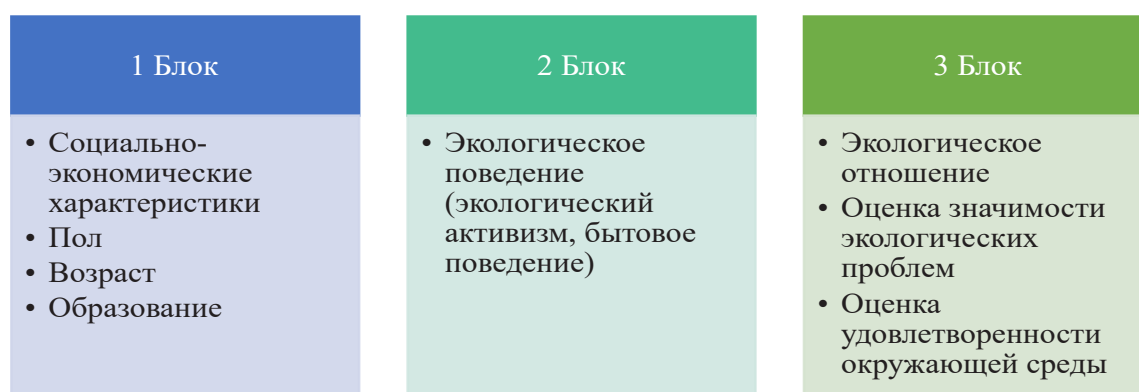 1 Блок
• Социально-
экономические
характеристики
• Пол
• Возраст
• Образование
2 Блок
• Экологическое
поведение
(экологический
активизм, бытовое
поведение)
3 Блок
• Экологическое
отношение
• Оценка значимости
экологических
проблем
• Оценка
удовлетворенности
окружающей среды